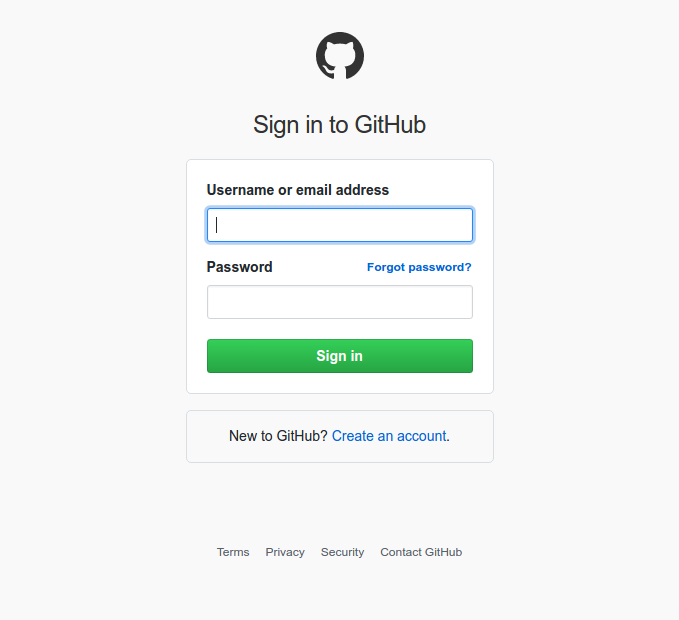 Sign in to GitHub
Username or email address
Password Forgot password?
Sign in
New to GitHub? Create an account.
Terms Privacy Security Contact GitHub